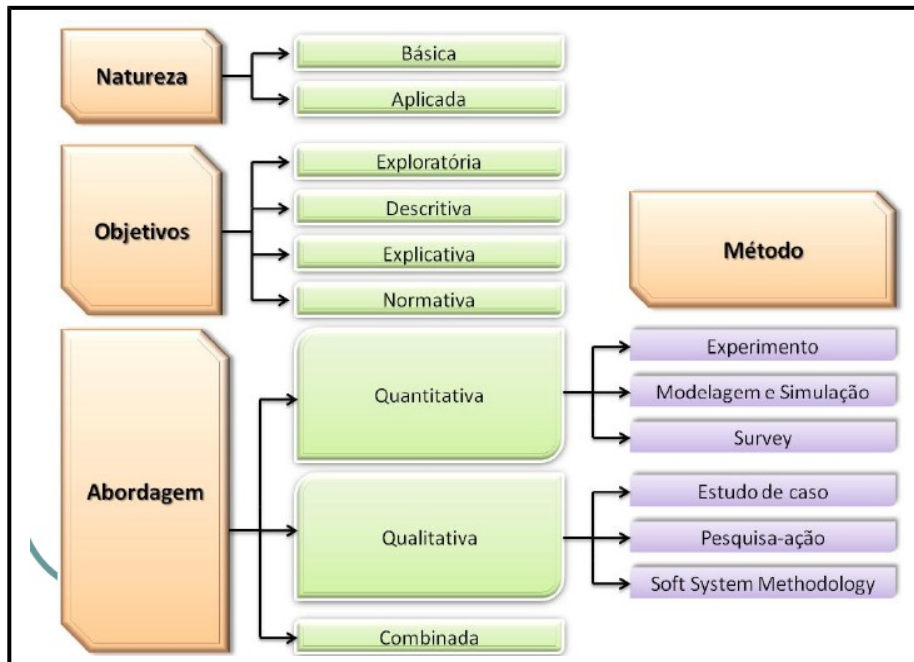 Natureza
Básica
Aplicada
Objetivos
Exploratória
Descritiva
Explicativa
Normativa
Método
Abordagem
Quantitativa
Experimento
Modelagem e Simulação
Survey
Qualitativa
Estudo de caso
Pesquisa-ação
Soft System Methodology
Combinada